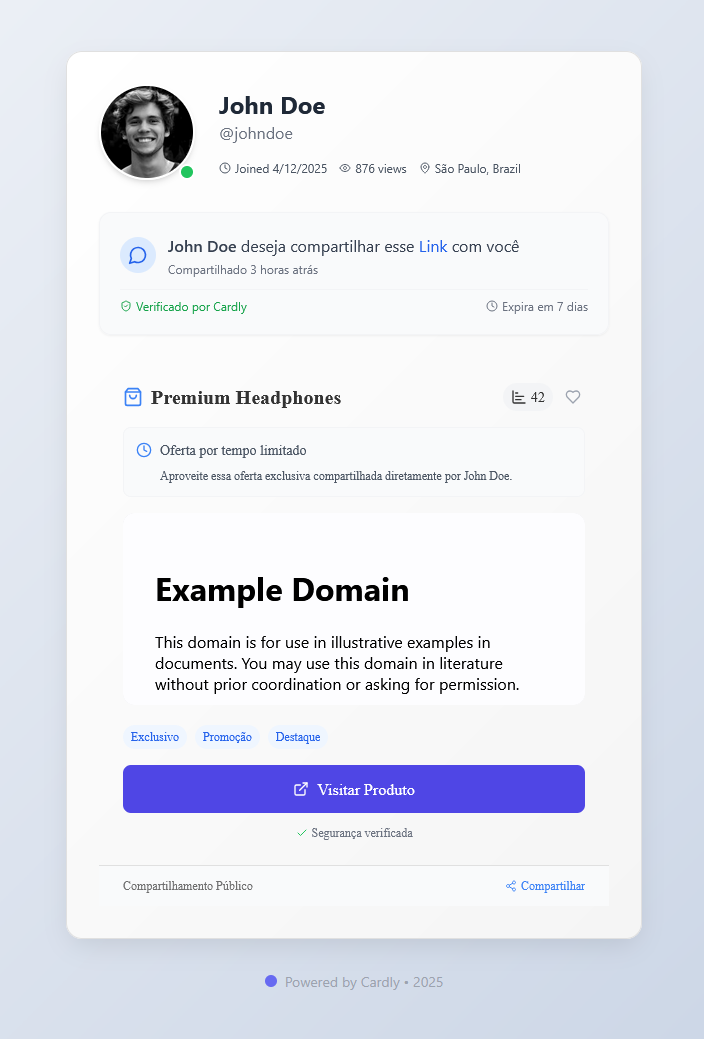 John Doe
@johndoe
Joined 4/12/2025 876 views São Paulo, Brazil
John Doe deseja compartilhar esse Link com você
Compartilhado 3 horas atrás
Verificado por Cardly Expira em 7 dias
Premium Headphones 42
Oferta por tempo limitado
Aproveite essa oferta exclusiva compartilhada diretamente por John Doe.
Example Domain
This domain is for use in illustrative examples in
documents. You may use this domain in literature
without prior coordination or asking for permission.
Exclusivo Promoção Destaque
Visitar Produto
Segurança verificada
Compartilhamento Público Compartilhar
Powered by Cardly • 2025